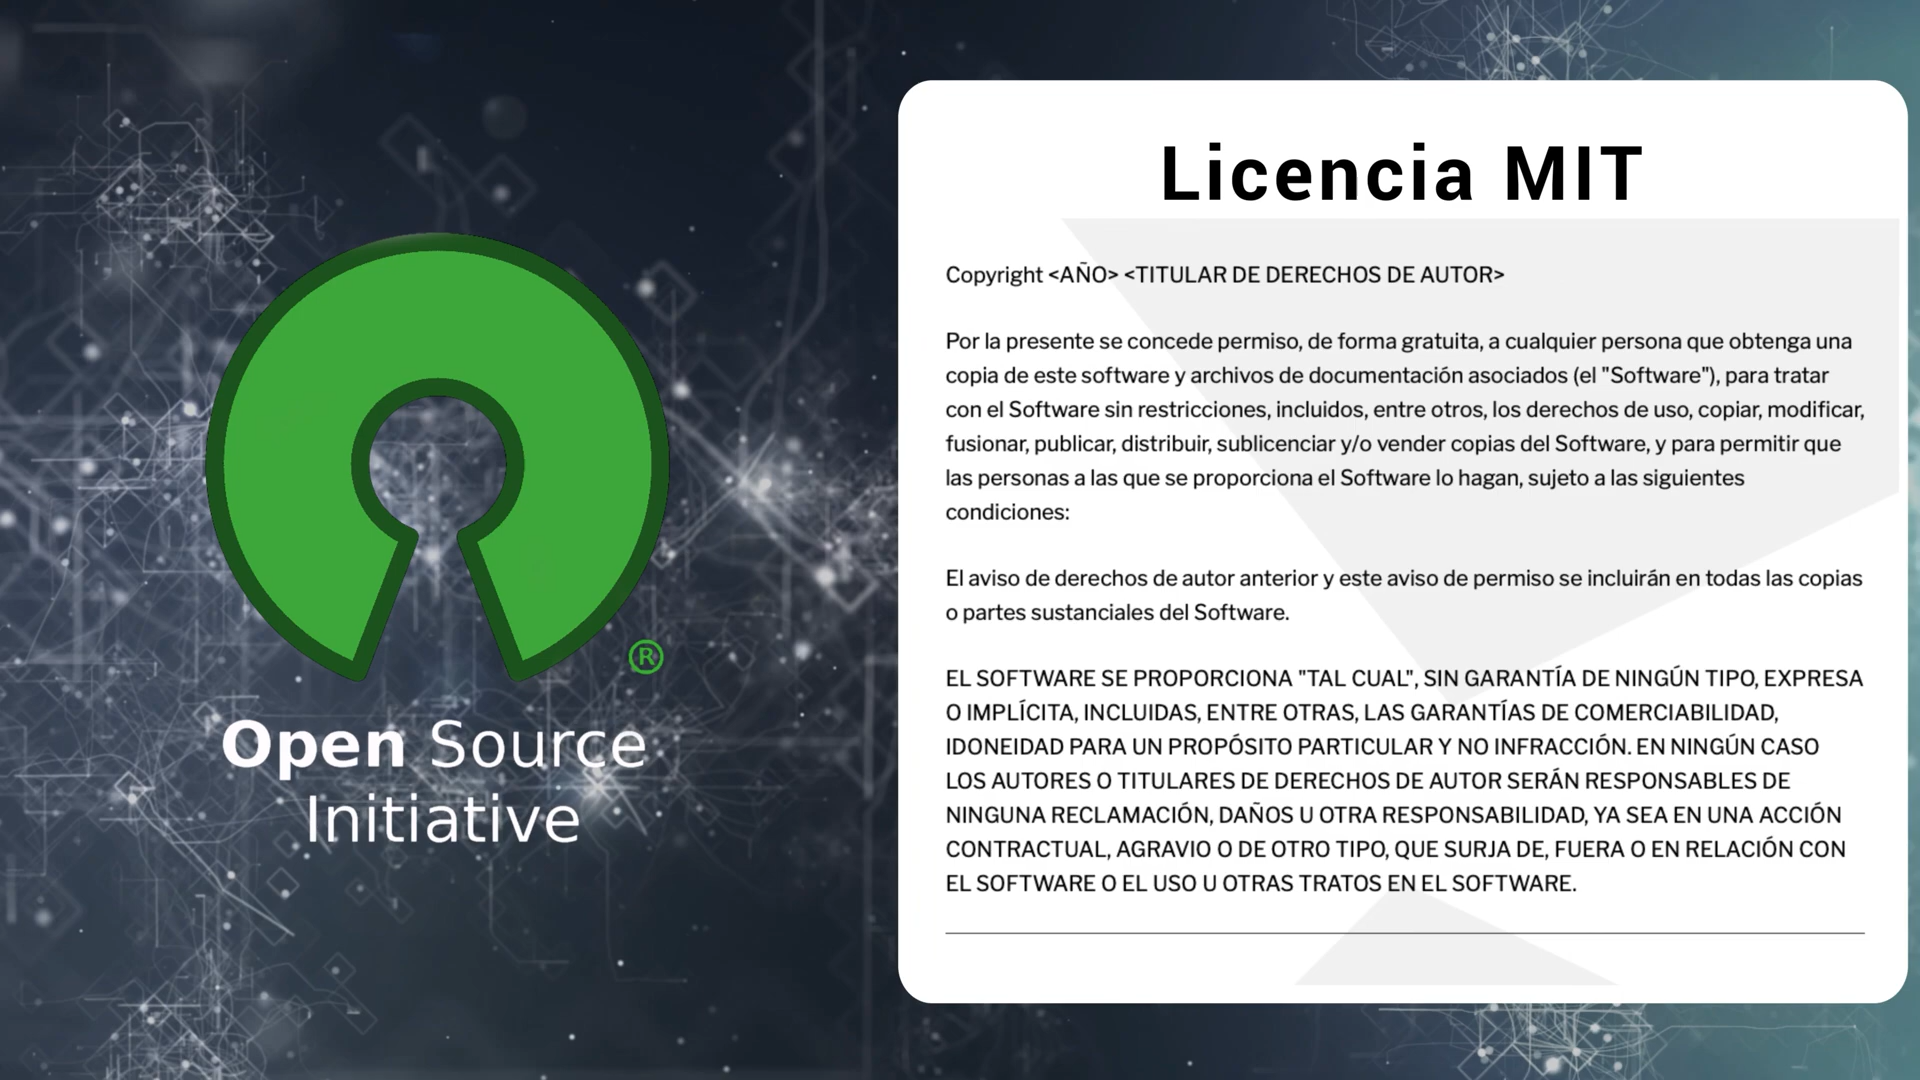 ®
Open Source
Initiative
Licencia MIT
Copyright <AÑO> <TITULAR DE DERECHOS DE AUTOR>
Por la presente se concede permiso, de forma gratuita, a cualquier persona que obtenga una
copia de este software y archivos de documentación asociados (el "Software"), para tratar
con el Software sin restricciones, incluidos, entre otros, los derechos de uso, copiar, modificar,
fusionar, publicar, distribuir, sublicenciar y/o vender copias del Software, y para permitir que
las personas a las que se proporciona el Software lo hagan, sujeto a las siguientes
condiciones:
El aviso de derechos de autor anterior y este aviso de permiso se incluirán en todas las copias
o partes sustanciales del Software.
EL SOFTWARE SE PROPORCIONA "TAL CUAL", SIN GARANTÍA DE NINGÚN TIPO, EXPRESA
O IMPLÍCITA, INCLUIDAS, ENTRE OTRAS, LAS GARANTÍAS DE COMERCIABILIDAD,
IDONEIDAD PARA UN PROPÓSITO PARTICULAR Y NO INFRACCIÓN. EN NINGÚN CASO
LOS AUTORES O TITULARES DE DERECHOS DE AUTOR SERÁN RESPONSABLES DE
NINGUNA RECLAMACIÓN, DAÑOS U OTRA RESPONSABILIDAD, YA SEA EN UNA ACCIÓN
CONTRACTUAL, AGRAVIO O DE OTRO TIPO, QUE SURJA DE, FUERA O EN RELACIÓN CON
EL SOFTWARE O EL USO U OTRAS TRATOS EN EL SOFTWARE.